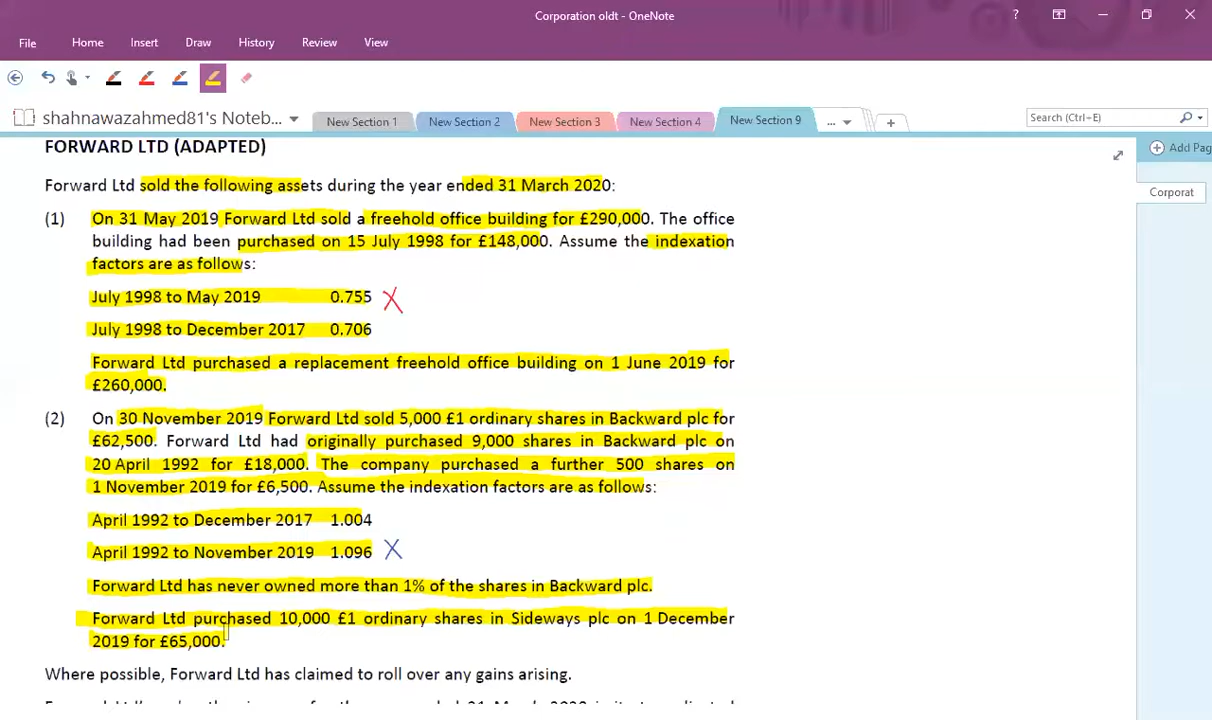 Corporation oldt - OneNote
?
File Home Insert Draw History Review View
shahnawazahmed81's Noteb... New Section 1 New Section 2 New Section 3 New Section 4 New Section 9 ... Search (Ctrl+E)
Add Pag
Corporat
FORWARD LTD (ADAPTED)
Forward Ltd sold the following assets during the year ended 31 March 2020:
(1) On 31 May 2019 Forward Ltd sold a freehold office building for £290,000. The office
building had been purchased on 15 July 1998 for £148,000. Assume the indexation
factors are as follows:
July 1998 to May 2019 0.755 X
July 1998 to December 2017 0.706
Forward Ltd purchased a replacement freehold office building on 1 June 2019 for
£260,000.
(2) On 30 November 2019 Forward Ltd sold 5,000 £1 ordinary shares in Backward plc for
£62,500. Forward Ltd had originally purchased 9,000 shares in Backward plc on
20 April 1992 for £18,000. The company purchased a further 500 shares on
1 November 2019 for £6,500. Assume the indexation factors are as follows:
April 1992 to December 2017 1.004
April 1992 to November 2019 1.096 X
Forward Ltd has never owned more than 1% of the shares in Backward plc.
Forward Ltd purchased 10,000 £1 ordinary shares in Sideways plc on 1 December
2019 for £65,000.
Where possible, Forward Ltd has claimed to roll over any gains arising.